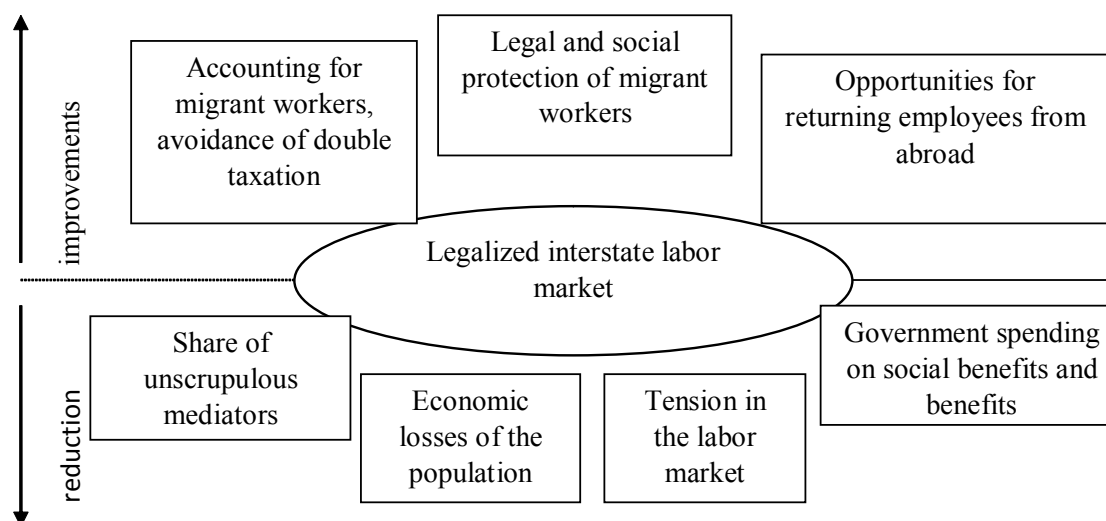 improvements
Accounting for
migrant workers,
avoidance of double
taxation
Legal and social
protection of migrant
workers
Opportunities for
returning employees from
abroad
Legalized interstate labor
market
reduction
Share of
unscrupulous
mediators
Economic
losses of the
population
Tension in
the labor
market
Government spending
on social benefits and
benefits